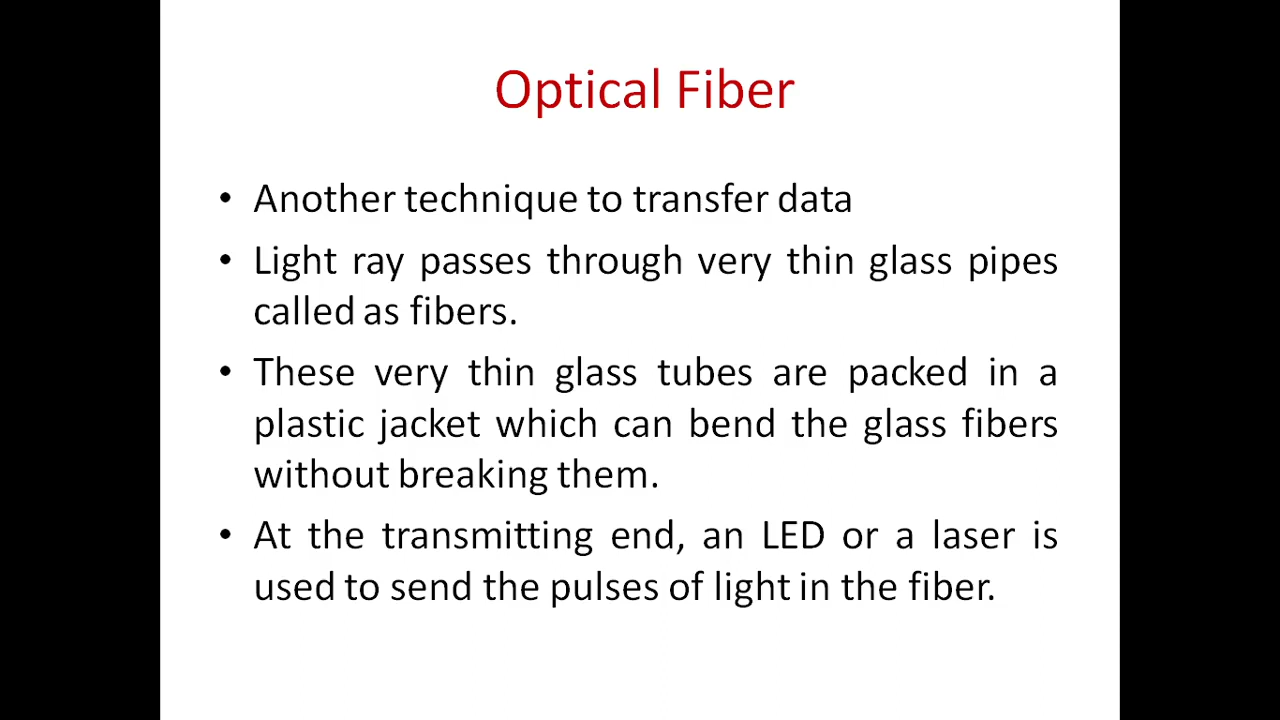 Optical Fiber
• Another technique to transfer data
• Light ray passes through very thin glass pipes
called as fibers.
• These very thin glass tubes are packed in a
plastic jacket which can bend the glass fibers
without breaking them.
• At the transmitting end, an LED or a laser is
used to send the pulses of light in the fiber.